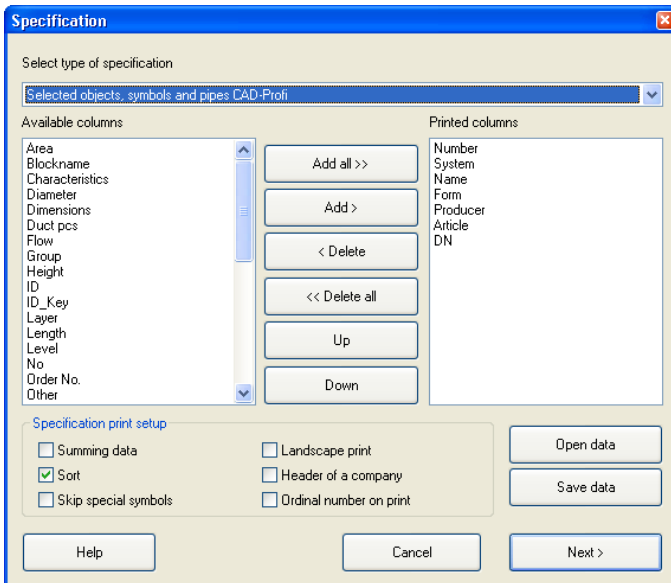 Specification
Select type of specification
Selected objects, symbols and pipes CAD-Profi
Available columns
Area
Blockname
Characteristics
Diameter
Dimensions
Duct pcs
Flow
Group
Height
ID
ID_Key
Layer
Length
Level
No
Order No.
Other
Add all >>
Add >
< Delete
<< Delete all
Up
Down
Printed columns
Number
System
Name
Form
Producer
Article
DN
Specification print setup
Summing data
Sort
Skip special symbols
Landscape print
Header of a company
Ordinal number on print
Open data
Save data
Help
Cancel
Next >